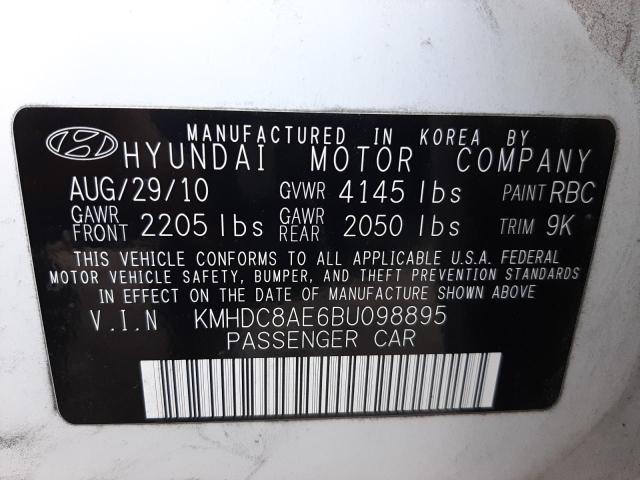 MANUFACTURED IN KOREA BY
HYUNDAI MOTOR COMPANY
AUG/29/10 GVWR 4145 lbs PAINT RBC
GAWR FRONT 2205 lbs GAWR REAR 2050 lbs TRIM 9K
THIS VEHICLE CONFORMS TO ALL APPLICABLE U.S.A. FEDERAL
MOTOR VEHICLE SAFETY, BUMPER, AND THEFT PREVENTION STANDARDS
IN EFFECT ON THE DATE OF MANUFACTURE SHOWN ABOVE
V.I.N KMHDC8AE6BU098895
PASSENGER CAR